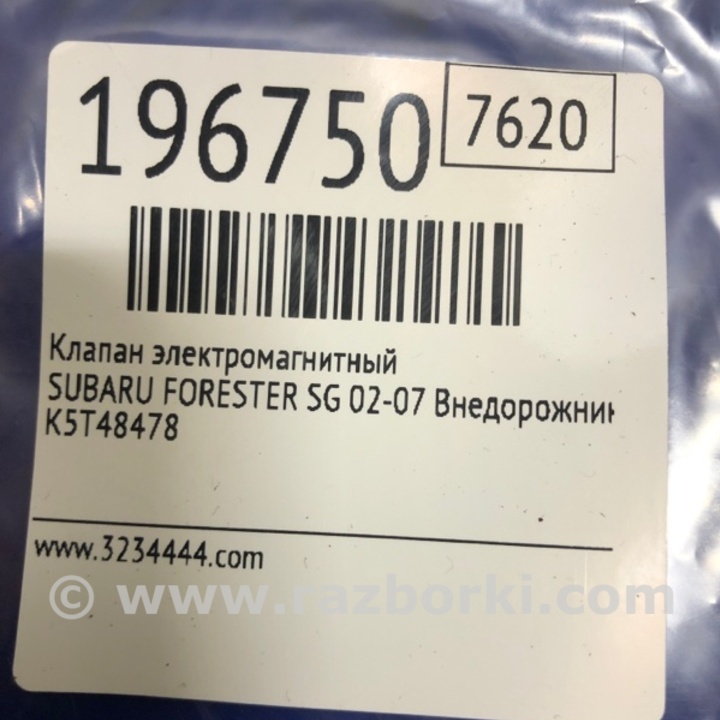 196750
7620
Клапан электромагнитный
SUBARU FORESTER SG 02-07 Внедорожник
K5T48478
www.3234444.com
© www.razborki.com